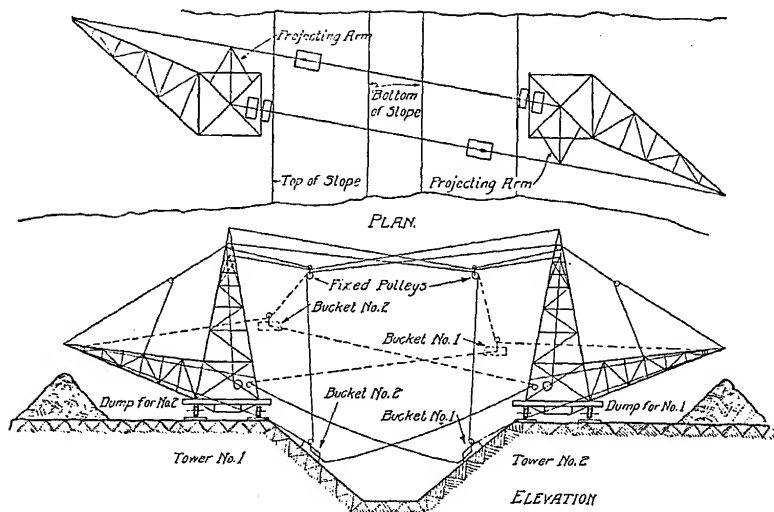 Projecting Arm
Bottom
of Slope
Top of Slope
Projecting Arm
PLAN.
Fixed Pulleys
Bucket No. 2
Bucket No. 1
Dump for No2
Bucket No. 2
Bucket No. 1
Dump for No. 1
Tower No. 1
Tower No. 2
ELEVATION